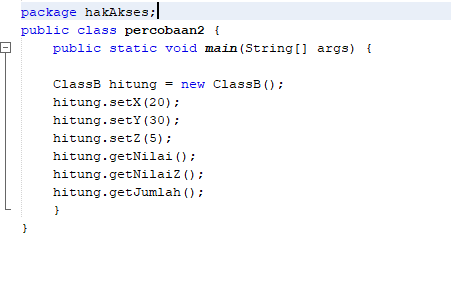 package hakAkses;
public class percobaan2 {
    public static void main(String[] args) {
    ClassB hitung = new ClassB();
    hitung.setX(20);
    hitung.setY(30);
    hitung.setZ(5);
    hitung.getNilai();
    hitung.getNilaiZ();
    hitung.getJumlah();
    }
}